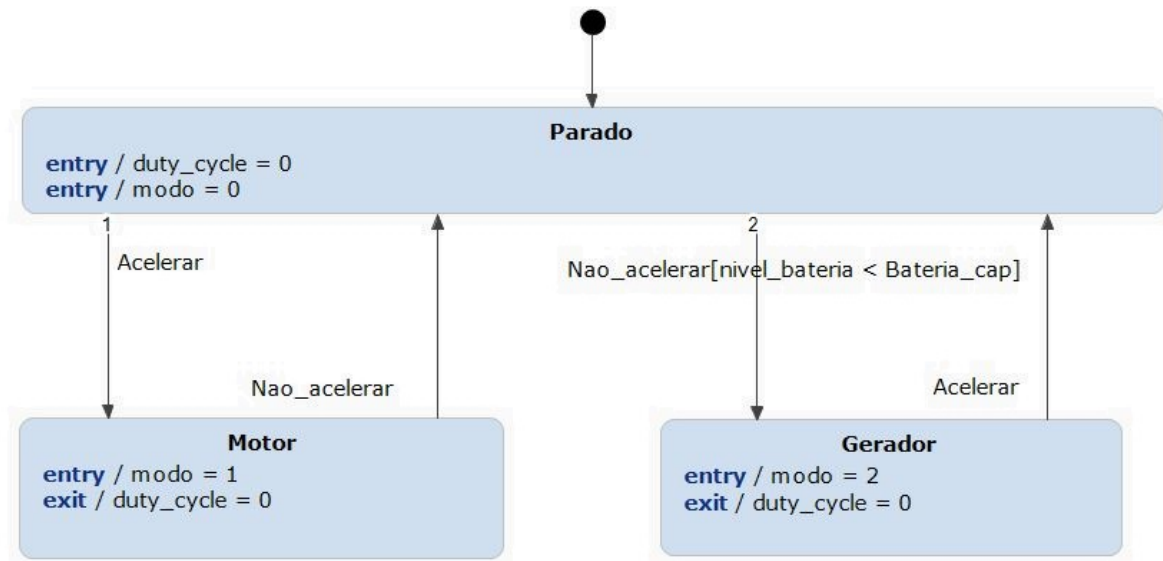 Parado
entry / duty_cycle = 0
entry / modo = 0
1
2
Acelerar
Nao_acelerar[nivel_bateria < Bateria_cap]
Nao_acelerar
Acelerar
Motor
entry / modo = 1
exit / duty_cycle = 0
Gerador
entry / modo = 2
exit / duty_cycle = 0